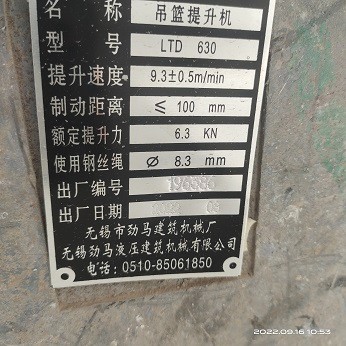 名 称 吊篮提升机
型 号 LTD 630
提升速度 9.3±0.5m/min
制动距离 ≤ 100 mm
额定提升力 6.3 KN
使用钢丝绳 Ø 8.3 mm
出厂编号
出厂日期
无锡市劲马建筑机械厂
无锡劲马液压建筑机械有限公司
电话：0510-85061850
2022.09.16 10:53